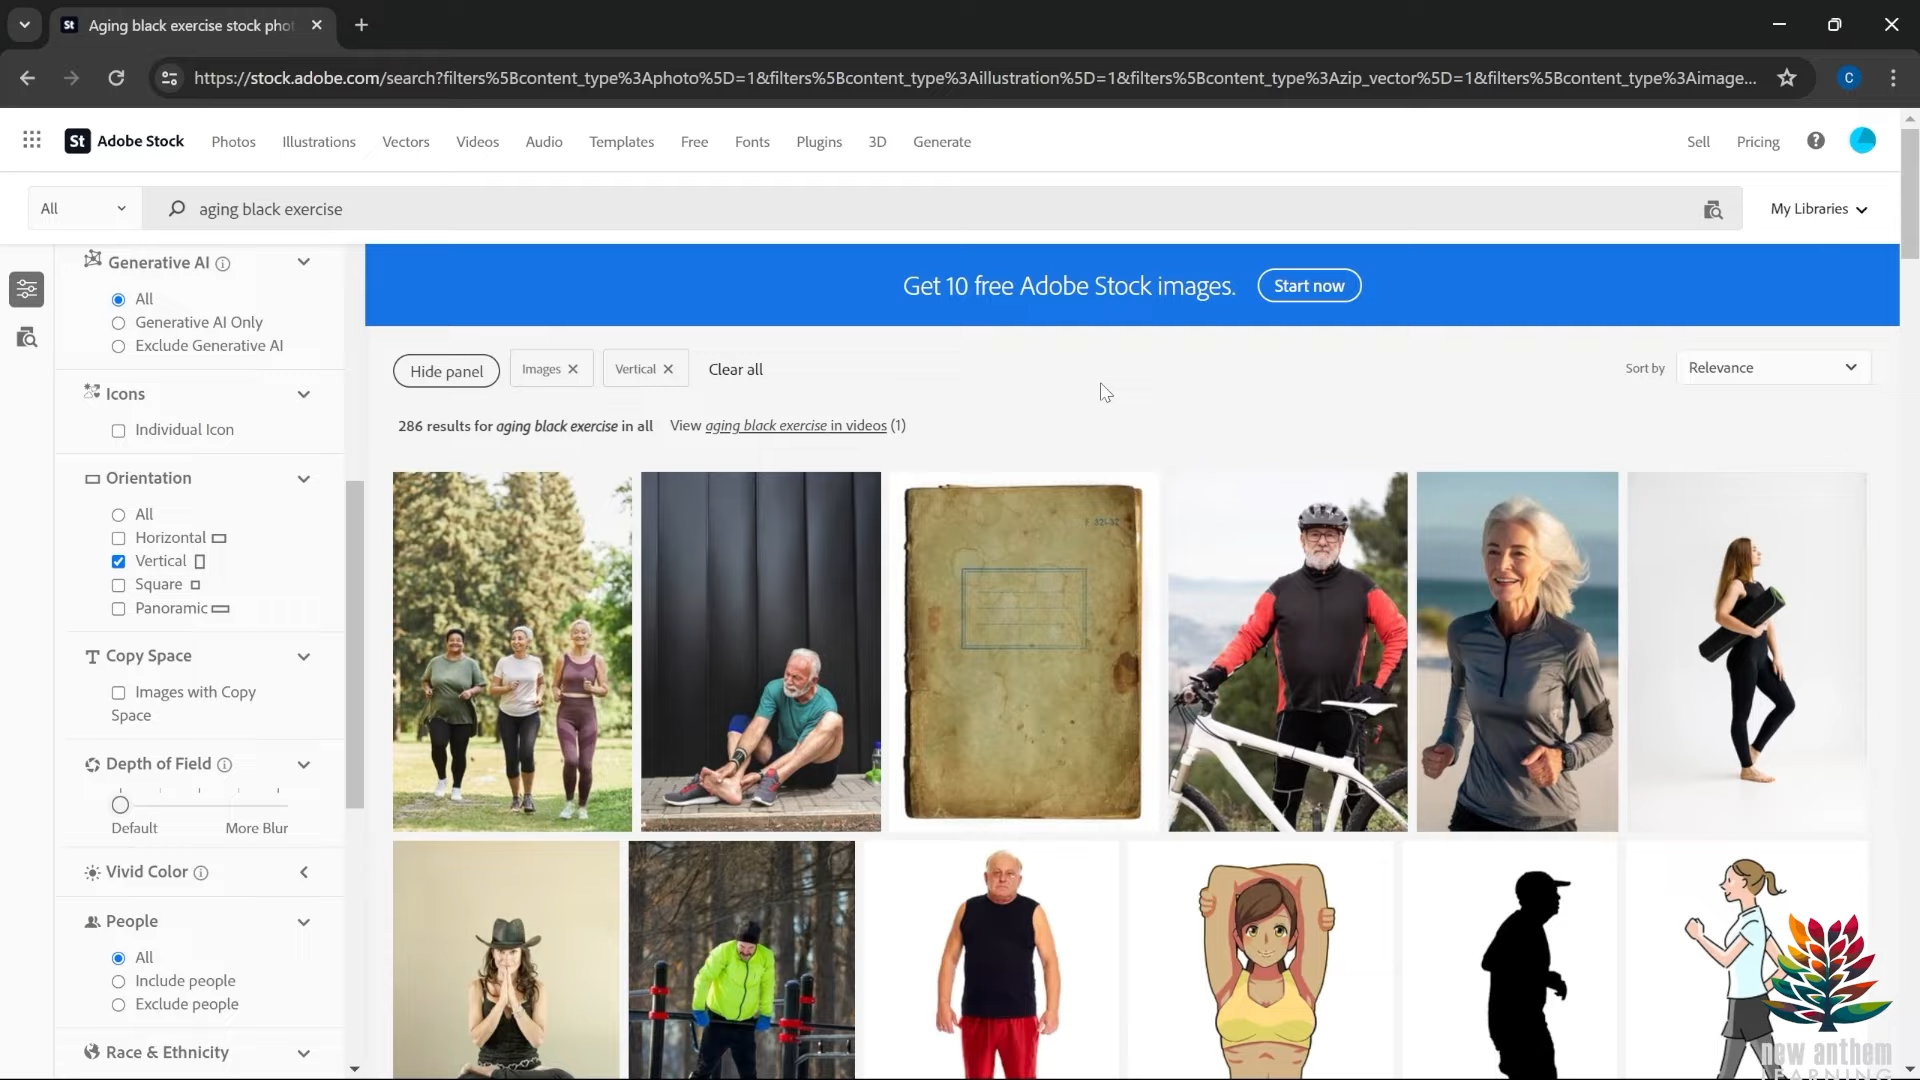 Aging black exercise stock phot
https://stock.adobe.com/search?filters%5Bcontent_type%3Aphoto%5D=1&filters%5Bcontent_type%3Aillustration%5D=1&filters%5Bcontent_type%3Azip_vector%5D=1&filters%5Bcontent_type%3Aimage...
C
St Adobe Stock Photos Illustrations Vectors Videos Audio Templates Free Fonts Plugins 3D Generate Sell Pricing
All aging black exercise My Libraries
Generative AI
All
Generative AI Only
Exclude Generative AI
Icons
Individual Icon
Orientation
All
Horizontal
Vertical
Square
Panoramic
Copy Space
Images with Copy
Space
Depth of Field
Default More Blur
Vivid Color
People
All
Include people
Exclude people
Race & Ethnicity
Get 10 free Adobe Stock images. Start now
Hide panel Images Vertical Clear all Sort by Relevance
286 results for aging black exercise in all View aging black exercise in videos (1)
new anthem
LEARNING